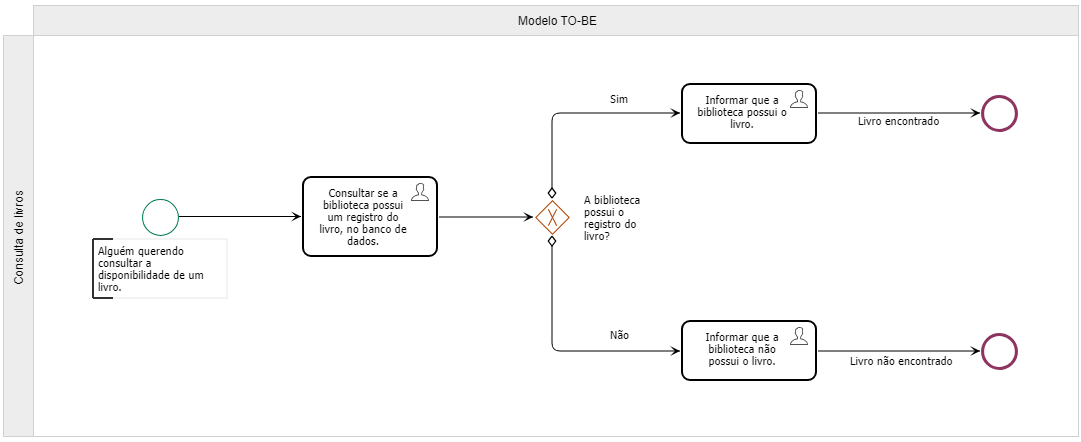 Modelo TO-BE
Consulta de livros
Alguém querendo
consultar a
disponibilidade de um
livro.
Consultar se a
biblioteca possui
um registro do
livro, no banco de
dados.
A biblioteca
possui o
registro do
livro?
Sim
Informar que a
biblioteca possui o
livro.
Livro encontrado
Não
Informar que a
biblioteca não
possui o livro.
Livro não encontrado